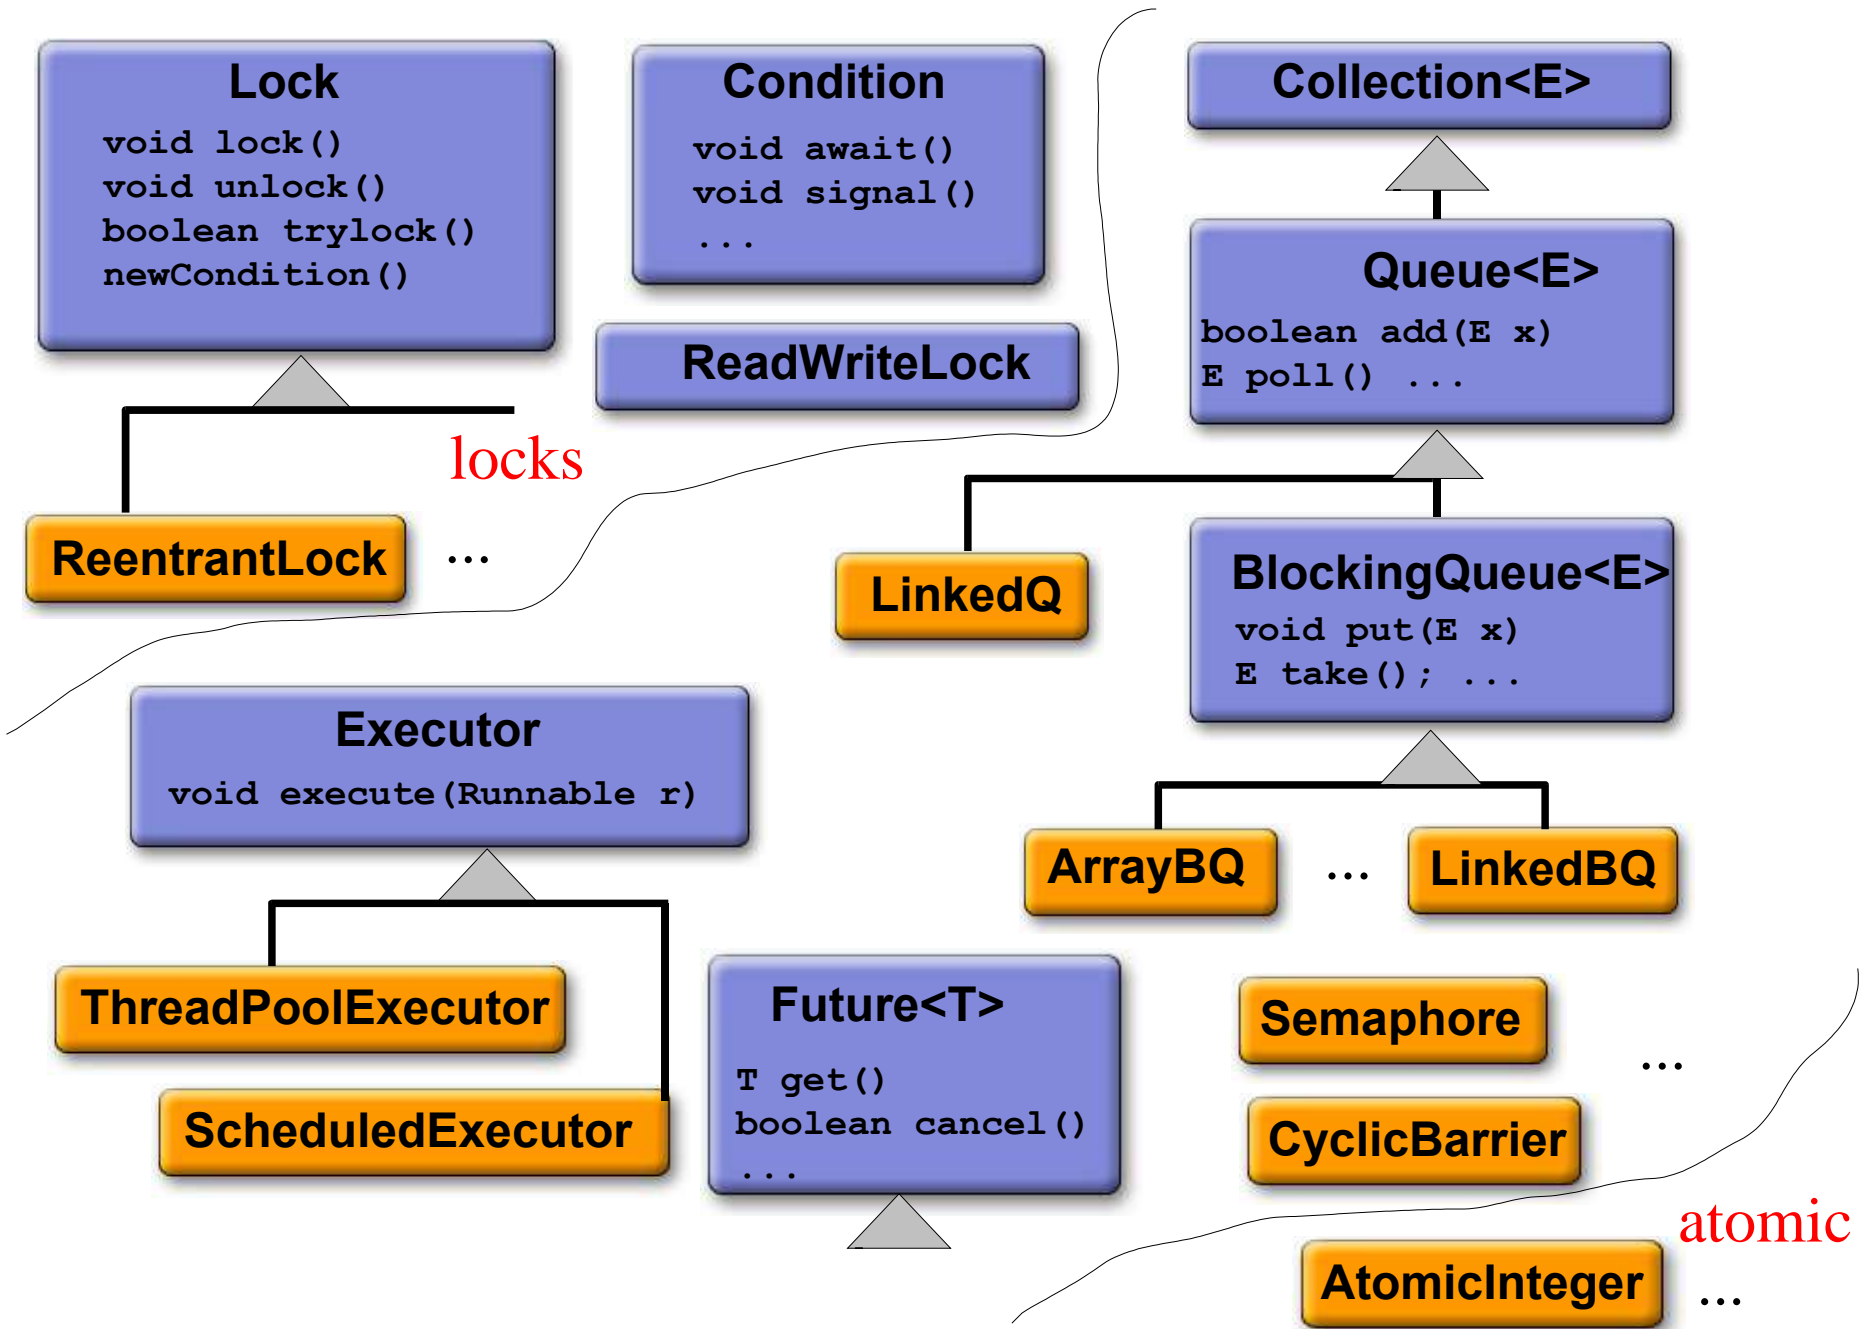 Lock
void lock()
void unlock()
boolean trylock()
newCondition()
Condition
void await()
void signal()
...
ReadWriteLock
locks
ReentrantLock
...
Collection<E>
Queue<E>
boolean add(E x)
E poll() ...
LinkedQ
BlockingQueue<E>
void put(E x)
E take(); ...
ArrayBQ
...
LinkedBQ
Executor
void execute(Runnable r)
ThreadPoolExecutor
ScheduledExecutor
Future<T>
T get()
boolean cancel()
...
Semaphore
...
CyclicBarrier
atomic
AtomicInteger
...